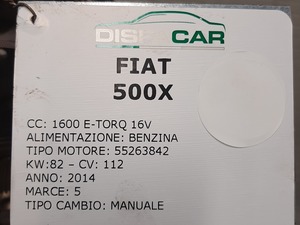 CAR
FIAT
500X
CC: 1600 E-TORQ 16V
ALIMENTAZIONE: BENZINA
TIPO MOTORE: 55263842
KW:82 – CV: 112
ANNO: 2014
MARCE: 5
TIPO CAMBIO: MANUALE